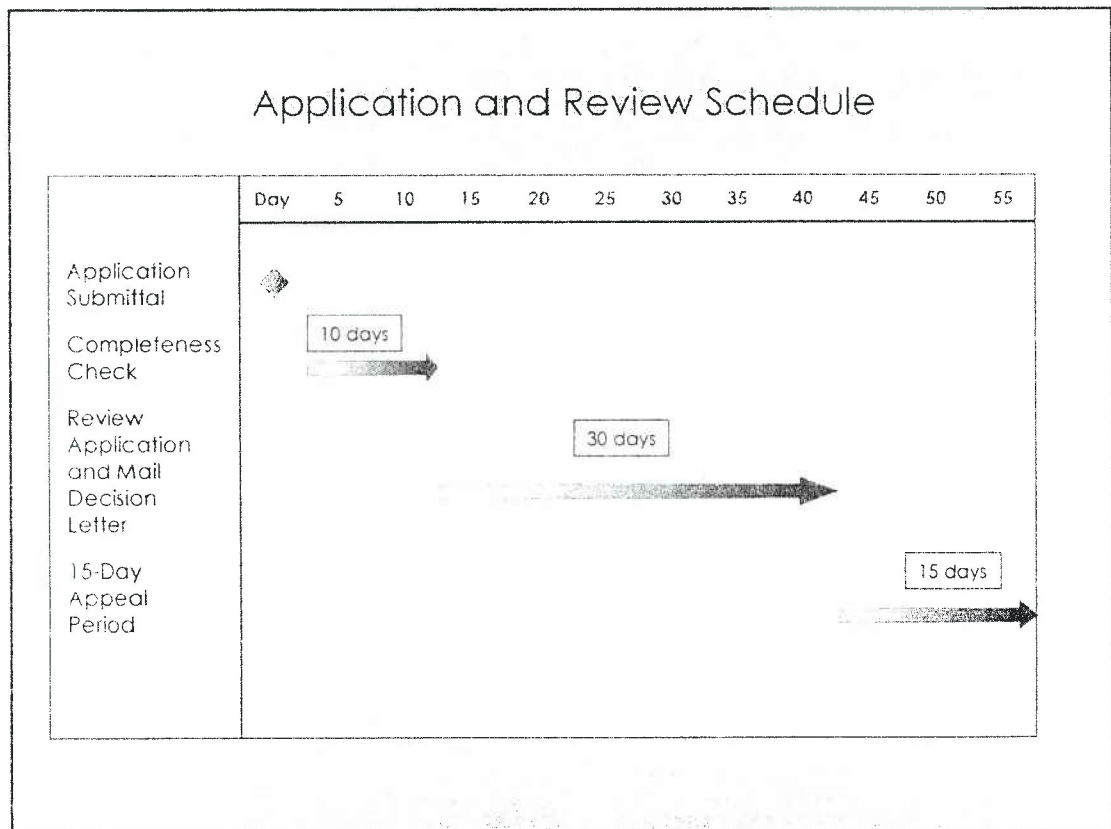 Application and Review Schedule
Day 5 10 15 20 25 30 35 40 45 50 55
Application
Submittal
10 days
Completeness
Check
Review
Application
and Mail
Decision
Letter
30 days
15-Day
Appeal
Period
15 days